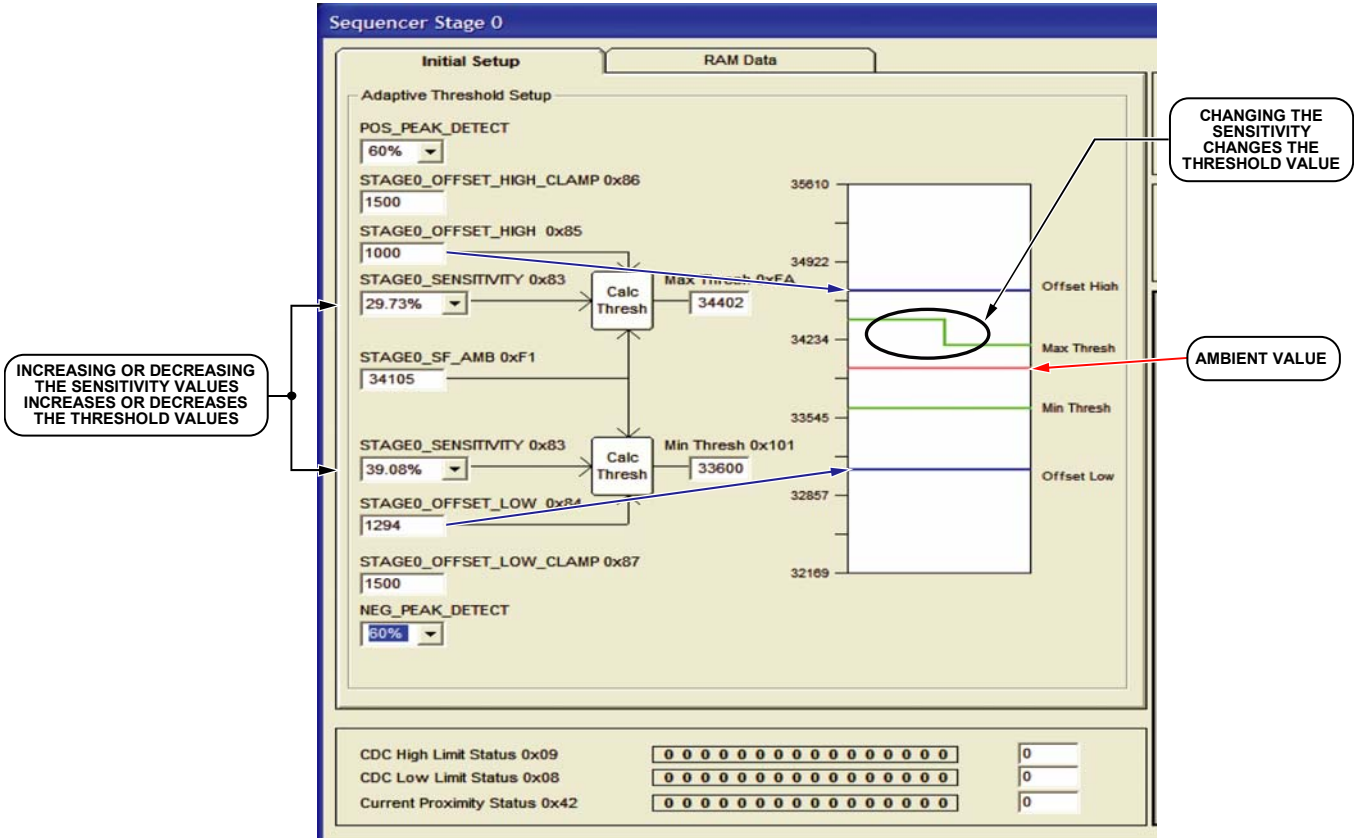 Sequencer Stage 0
Initial Setup
RAM Data
Adaptive Threshold Setup
POS_PEAK_DETECT
60%
STAGE0_OFFSET_HIGH_CLAMP 0x86
1500
STAGE0_OFFSET_HIGH 0x85
1000
STAGE0_SENSITIVITY 0x83
29.73%
Calc
Thresh
Max Thresh 0xFA
34402
STAGE0_SF_AMB 0xF1
34105
STAGE0_SENSITIVITY 0x83
39.08%
Calc
Thresh
Min Thresh 0x101
33600
STAGE0_OFFSET_LOW 0x84
1294
STAGE0_OFFSET_LOW_CLAMP 0x87
1500
NEG_PEAK_DETECT
60%
35610
34922
34234
33545
32857
32169
Offset High
Max Thresh
Min Thresh
Offset Low
CHANGING THE
SENSITIVITY
CHANGES THE
THRESHOLD VALUE
AMBIENT VALUE
INCREASING OR DECREASING
THE SENSITIVITY VALUES
INCREASES OR DECREASES
THE THRESHOLD VALUES
CDC High Limit Status 0x09
0 0 0 0 0 0 0 0 0 0 0 0 0 0 0 0
0
CDC Low Limit Status 0x08
0 0 0 0 0 0 0 0 0 0 0 0 0 0 0 0
0
Current Proximity Status 0x42
0 0 0 0 0 0 0 0 0 0 0 0 0 0 0 0
0